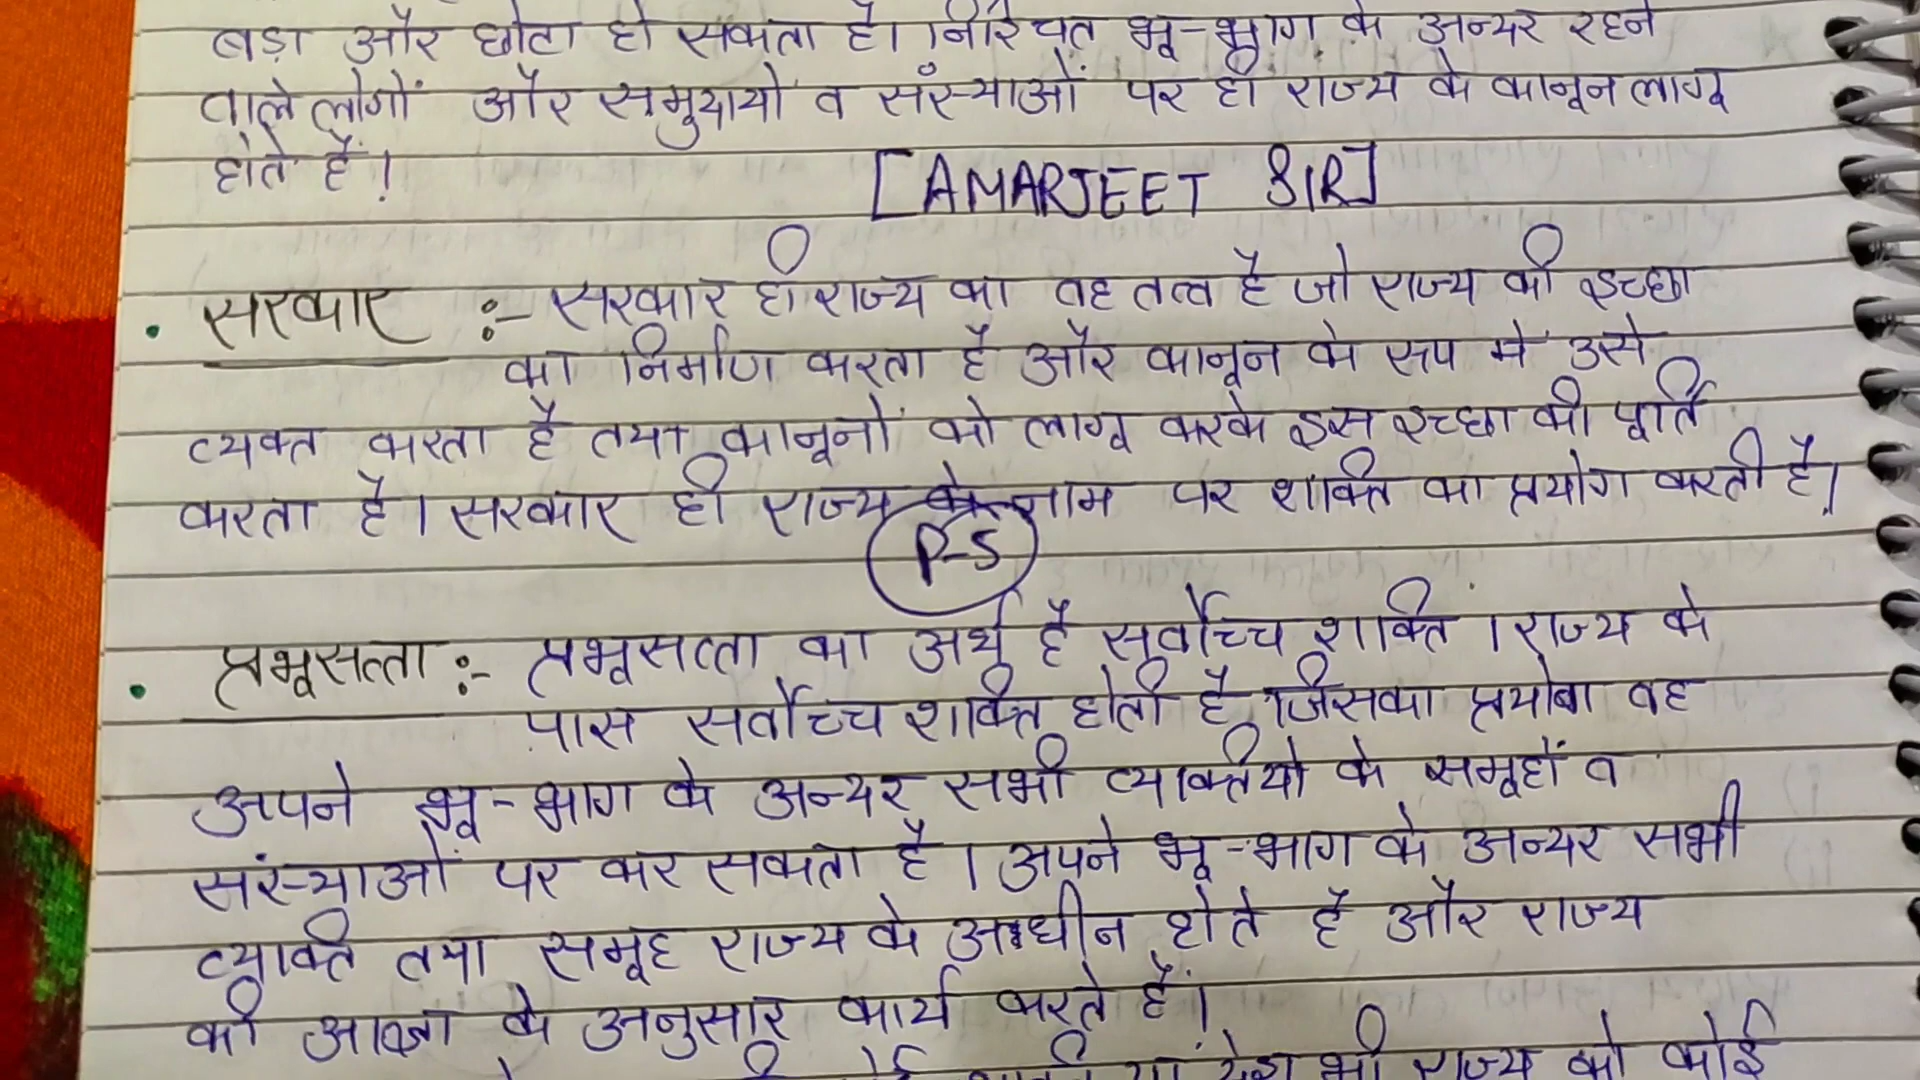 बड़ा और छोटा हो सकता है। निश्चित भू-भाग के अन्दर रहने
वाले लोगों और समुदायो व संस्थाओं पर ही राज्य के कानून लागू
होते हैं।
[AMARJEET SIR]
• सरकार :- सरकार ही राज्य का वह तत्व है जो राज्य की इच्छा
का निर्माण करता है और कानून के रूप में उसे
व्यक्त करता है तथा कानूनों को लागू करके इस इच्छा की पूर्ति
करता है। सरकार ही राज्य के नाम पर शक्ति का प्रयोग करती है।
P-5
• प्रभूसत्ता :- प्रभूसत्ता का अर्थ है सर्वोच्च शक्ति । राज्य के
पास सर्वोच्च शक्ति होती है जिसका प्रयोग वह
अपने भू-भाग के अन्दर सभी व्यक्तियो के समूहों व
संस्थाओं पर कर सकता है । अपने भू-भाग के अन्दर सभी
व्यक्ति तथा समूह राज्य के आधीन होते है और राज्य
की आज्ञा के अनुसार कार्य करते हैं।
भी राज्य को कोई